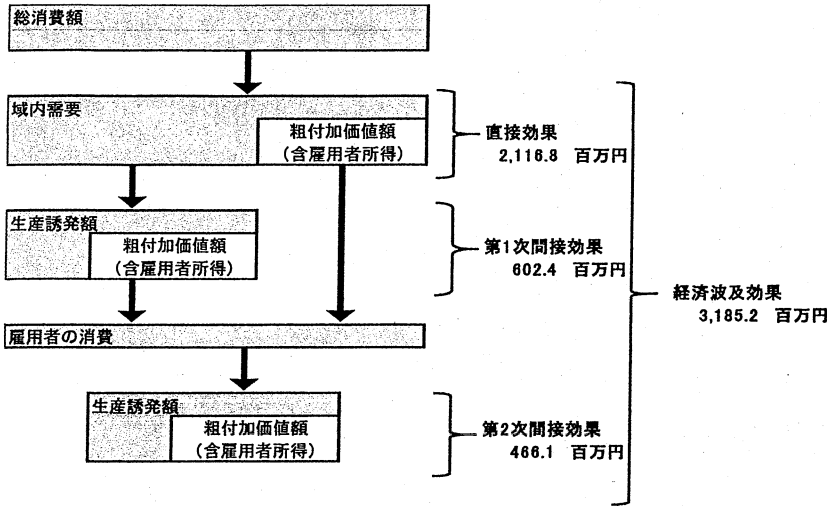 総消費額
域内需要
粗付加価値額
（含雇用者所得）
直接効果
2,116.8 百万円
生産誘発額
粗付加価値額
（含雇用者所得）
第1次間接効果
602.4 百万円
経済波及効果
3,185.2 百万円
雇用者の消費
生産誘発額
粗付加価値額
（含雇用者所得）
第2次間接効果
466.1 百万円